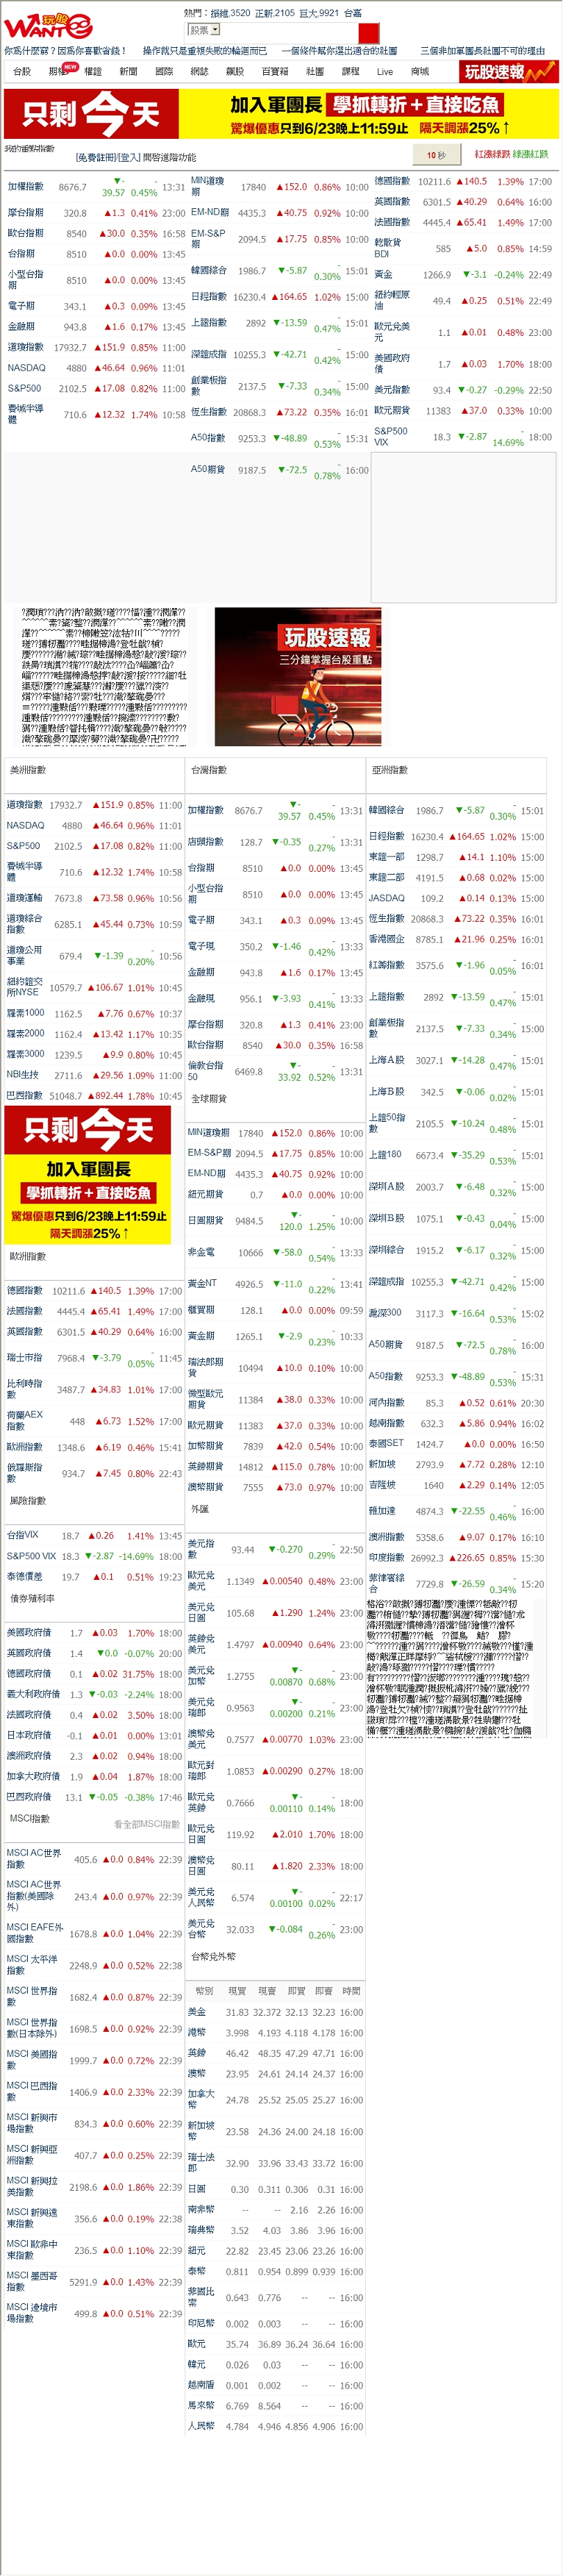 玩股 WANTGOO
熱門：振維,3520 正新,2105 巨大,9921 台嘉
股票
你為什麼窮？因為你喜歡省錢！ 操作就只是重複失敗的輪迴而已 一個條件幫你選出適合的社團 三個非加軍團長社團不可的理由
台股 期權 NEW 權證 新聞 國際 網誌 飆股 百寶箱 社團 課程 Live 商城 玩股速報
只剩今天 加入軍團長 學抓轉折＋直接吃魚
驚爆優惠只到6/23晚上11:59止 隔天調漲25%↑
我的重點指數
[免費註冊]/[登入] 開啓進階功能 10 秒 紅漲綠跌 綠漲紅跌
加權指數 8676.7 ▼-39.57 -0.45% 13:31
摩台指期 320.8 ▲1.3 0.41% 23:00
歐台指期 8540 ▲30.0 0.35% 16:58
台指期 8510 ▲0.0 0.00% 13:45
小型台指期 8510 ▲0.0 0.00% 13:45
電子期 343.1 ▲0.3 0.09% 13:45
金融期 943.8 ▲1.6 0.17% 13:45
道瓊指數 17932.7 ▲151.9 0.85% 11:00
NASDAQ 4880 ▲46.64 0.96% 11:01
S&P500 2102.5 ▲17.08 0.82% 11:00
費城半導體 710.6 ▲12.32 1.74% 10:58
MIN道瓊期 17840 ▲152.0 0.86% 10:00
EM-ND期 4435.3 ▲40.75 0.92% 10:00
EM-S&P期 2094.5 ▲17.75 0.85% 10:00
韓國綜合 1986.7 ▼-5.87 -0.30% 15:01
日經指數 16230.4 ▲164.65 1.02% 15:00
上證指數 2892 ▼-13.59 -0.47% 15:01
深證成指 10255.3 ▼-42.71 -0.42% 15:00
創業板指數 2137.5 ▼-7.33 -0.34% 15:00
恆生指數 20868.3 ▲73.22 0.35% 16:01
A50指數 9253.3 ▼-48.89 -0.53% 15:31
A50期貨 9187.5 ▼-72.5 -0.78% 16:00
德國指數 10211.6 ▲140.5 1.39% 17:00
英國指數 6301.5 ▲40.29 0.64% 16:00
法國指數 4445.4 ▲65.41 1.49% 17:00
乾散貨BDI 585 ▲5.0 0.85% 14:59
黃金 1266.9 ▼-3.1 -0.24% 22:49
紐約輕原油 49.4 ▲0.25 0.51% 22:49
歐元兌美元 1.1 ▲0.01 0.48% 23:00
美國政府債 1.7 ▲0.03 1.70% 18:00
美元指數 93.4 ▼-0.27 -0.29% 22:50
歐元期貨 11383 ▲37.0 0.33% 10:00
S&P500 VIX 18.3 ▼-2.87 -14.69% 18:00
玩股速報
三分鐘掌握台股重點
美洲指數
道瓊指數 17932.7 ▲151.9 0.85% 11:00
NASDAQ 4880 ▲46.64 0.96% 11:01
S&P500 2102.5 ▲17.08 0.82% 11:00
費城半導體 710.6 ▲12.32 1.74% 10:58
道瓊運輸 7673.8 ▲73.58 0.96% 10:56
道瓊綜合指數 6285.1 ▲45.44 0.73% 10:59
道瓊公用事業 679.4 ▼-1.39 -0.20% 10:56
紐約證交所NYSE 10579.7 ▲106.67 1.01% 10:45
羅素1000 1162.5 ▲7.76 0.67% 10:37
羅素2000 1162.4 ▲13.42 1.17% 10:35
羅素3000 1239.5 ▲9.9 0.80% 10:45
NBI生技 2711.6 ▲29.56 1.09% 11:00
巴西指數 51048.7 ▲892.44 1.78% 10:45
只剩今天
加入軍團長
學抓轉折＋直接吃魚
驚爆優惠只到6/23晚上11:59止
隔天調漲25%↑
歐洲指數
德國指數 10211.6 ▲140.5 1.39% 17:00
法國指數 4445.4 ▲65.41 1.49% 17:00
英國指數 6301.5 ▲40.29 0.64% 16:00
瑞士市指 7968.4 ▼-3.79 -0.05% 11:45
比利時指數 3487.7 ▲34.83 1.01% 17:00
荷蘭AEX指數 448 ▲6.73 1.52% 17:00
歐洲指數 1348.6 ▲6.19 0.46% 15:41
俄羅斯指數 934.7 ▲7.45 0.80% 22:43
風險指數
台指VIX 18.7 ▲0.26 1.41% 13:45
S&P500 VIX 18.3 ▼-2.87 -14.69% 18:00
泰德價差 19.7 ▲0.1 0.51% 19:23
債券殖利率
美國政府債 1.7 ▲0.03 1.70% 18:00
英國政府債 1.4 ▼0.0 -0.07% 20:00
德國政府債 0.1 ▲0.02 31.75% 18:00
義大利政府債 1.3 ▼-0.03 -2.24% 18:00
法國政府債 0.4 ▲0.02 3.50% 18:00
日本政府債 -0.1 ▲0.01 0.00% 13:01
澳洲政府債 2.3 ▲0.02 0.94% 18:00
加拿大政府債 1.9 ▲0.04 1.87% 18:00
巴西政府債 13.1 ▼-0.05 -0.38% 17:46
MSCI指數
看全部MSCI指數
MSCI AC世界指數 405.6 ▲0.0 0.84% 22:39
MSCI AC世界指數(美國除外) 243.4 ▲0.0 0.97% 22:39
MSCI EAFE外國指數 1678.8 ▲0.0 1.04% 22:39
MSCI 太平洋指數 2248.9 ▲0.0 0.52% 22:38
MSCI 世界指數 1682.4 ▲0.0 0.87% 22:39
MSCI 世界指數(日本除外) 1698.5 ▲0.0 0.92% 22:39
MSCI 美國指數 1999.7 ▲0.0 0.72% 22:39
MSCI 巴西指數 1406.9 ▲0.0 2.33% 22:39
MSCI 新興市場指數 834.3 ▲0.0 0.60% 22:39
MSCI 新興亞洲指數 407.7 ▲0.0 0.25% 22:39
MSCI 新興拉美指數 2198.6 ▲0.0 1.86% 22:39
MSCI 新興遠東指數 356.6 ▲0.0 0.19% 22:38
MSCI 歐非中東指數 236.5 ▲0.0 1.10% 22:39
MSCI 墨西哥指數 5291.9 ▲0.0 1.43% 22:39
MSCI 邊境市場指數 499.8 ▲0.0 0.51% 22:39
台灣指數
加權指數 8676.7 ▼-39.57 -0.45% 13:31
店頭指數 128.7 ▼-0.35 -0.27% 13:31
台指期 8510 ▲0.0 0.00% 13:45
小型台指期 8510 ▲0.0 0.00% 13:45
電子期 343.1 ▲0.3 0.09% 13:45
電子現 350.2 ▼-1.46 -0.42% 13:33
金融期 943.8 ▲1.6 0.17% 13:45
金融現 956.1 ▼-3.93 -0.41% 13:33
摩台指期 320.8 ▲1.3 0.41% 23:00
歐台指期 8540 ▲30.0 0.35% 16:58
倫敦台指50 6469.8 ▼-33.92 -0.52% 13:31
全球期貨
MIN道瓊期 17840 ▲152.0 0.86% 10:00
EM-S&P期 2094.5 ▲17.75 0.85% 10:00
EM-ND期 4435.3 ▲40.75 0.92% 10:00
紐元期貨 0.7 ▲0.0 0.00% 10:00
日圓期貨 9484.5 ▼-120.0 -1.25% 10:00
非金電 10666 ▼-58.0 -0.54% 13:33
黃金NT 4926.5 ▼-11.0 -0.22% 13:41
櫃買期 128.1 ▲0.0 0.00% 09:59
黃金期 1265.1 ▼-2.9 -0.23% 10:33
瑞法郎期貨 10494 ▲10.0 0.10% 10:00
微型歐元期貨 11384 ▲38.0 0.33% 10:00
歐元期貨 11383 ▲37.0 0.33% 10:00
加幣期貨 7839 ▲42.0 0.54% 10:00
英鎊期貨 14812 ▲115.0 0.78% 10:00
澳幣期貨 7555 ▲73.0 0.97% 10:00
外匯
美元指數 93.44 ▼-0.270 -0.29% 22:50
歐元兌美元 1.1349 ▲0.00540 0.48% 23:00
美元兌日圓 105.68 ▲1.290 1.24% 23:00
英鎊兌美元 1.4797 ▲0.00940 0.64% 23:00
美元兌加幣 1.2755 ▼-0.00870 -0.68% 23:00
美元兌瑞郎 0.9563 ▼-0.00200 -0.21% 23:00
澳幣兌美元 0.7577 ▲0.00770 1.03% 23:00
歐元對瑞郎 1.0853 ▲0.00290 0.27% 18:00
歐元兌英鎊 0.7666 ▼-0.00110 -0.14% 18:00
歐元兌日圓 119.92 ▲2.010 1.70% 18:00
澳幣兌日圓 80.11 ▲1.820 2.33% 18:00
美元兌人民幣 6.574 ▼-0.00100 -0.02% 22:17
美元兌台幣 32.033 ▼-0.084 -0.26% 23:00
台幣兌外幣
幣別 現買 現賣 即買 即賣 時間
美金 31.83 32.372 32.13 32.23 16:00
港幣 3.998 4.193 4.118 4.178 16:00
英鎊 46.42 48.35 47.29 47.71 16:00
澳幣 23.95 24.61 24.14 24.37 16:00
加拿大幣 24.78 25.52 25.05 25.27 16:00
新加坡幣 23.58 24.36 24.00 24.18 16:00
瑞士法郎 32.90 33.96 33.43 33.72 16:00
日圓 0.30 0.311 0.306 0.31 16:00
南非幣 -- -- 2.16 2.26 16:00
瑞典幣 3.52 4.03 3.86 3.96 16:00
紐元 22.82 23.45 23.06 23.26 16:00
泰幣 0.811 0.954 0.899 0.939 16:00
菲國比索 0.643 0.776 -- -- 16:00
印尼幣 0.002 0.003 -- -- 16:00
歐元 35.74 36.89 36.24 36.64 16:00
韓元 0.026 0.03 -- -- 16:00
越南盾 0.001 0.002 -- -- 16:00
馬來幣 6.769 8.564 -- -- 16:00
人民幣 4.784 4.946 4.856 4.906 16:00
亞洲指數
韓國綜合 1986.7 ▼-5.87 -0.30% 15:01
日經指數 16230.4 ▲164.65 1.02% 15:00
東證一部 1298.7 ▲14.1 1.10% 15:00
東證二部 4191.5 ▲0.68 0.02% 15:00
JASDAQ 109.2 ▲0.14 0.13% 15:00
恆生指數 20868.3 ▲73.22 0.35% 16:01
香港國企 8785.1 ▲21.96 0.25% 16:01
紅籌指數 3575.6 ▼-1.96 -0.05% 16:01
上證指數 2892 ▼-13.59 -0.47% 15:01
創業板指數 2137.5 ▼-7.33 -0.34% 15:00
上海Ａ股 3027.1 ▼-14.28 -0.47% 15:01
上海Ｂ股 342.5 ▼-0.06 -0.02% 15:01
上證50指數 2105.5 ▼-10.24 -0.48% 15:01
上證180 6673.4 ▼-35.29 -0.53% 15:01
深圳Ａ股 2003.7 ▼-6.48 -0.32% 15:00
深圳Ｂ股 1075.1 ▼-0.43 -0.04% 15:00
深圳綜合 1915.2 ▼-6.17 -0.32% 15:00
深證成指 10255.3 ▼-42.71 -0.42% 15:00
滬深300 3117.3 ▼-16.64 -0.53% 15:02
A50期貨 9187.5 ▼-72.5 -0.78% 16:00
A50指數 9253.3 ▼-48.89 -0.53% 15:31
河內指數 85.3 ▲0.52 0.61% 20:30
越南指數 632.3 ▲5.86 0.94% 16:02
泰國SET 1424.7 ▲0.0 0.00% 16:50
新加坡 2793.9 ▲7.72 0.28% 12:10
吉隆坡 1640 ▲2.29 0.14% 12:05
雅加達 4874.3 ▼-22.55 -0.46% 16:00
澳洲指數 5358.6 ▲9.07 0.17% 16:10
印度指數 26992.3 ▲226.65 0.85% 15:30
菲律賓綜合 7729.8 ▼-26.59 -0.34% 15:20